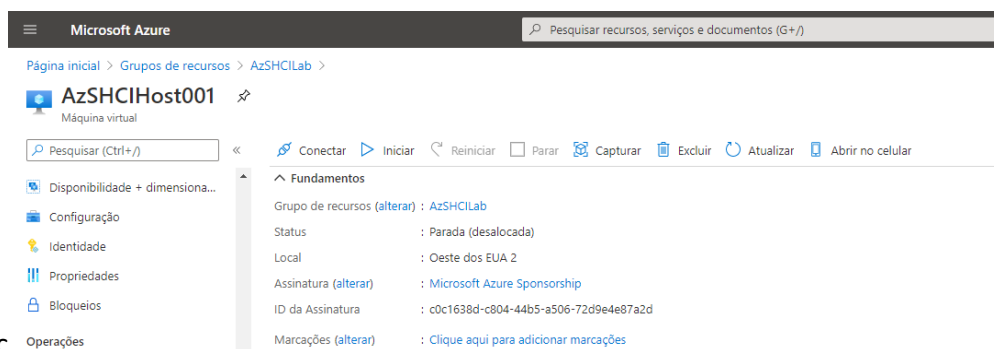 Microsoft Azure
Pesquisar recursos, serviços e documentos (G+/)
Página inicial > Grupos de recursos > AzSHCILab >
AzSHCIHost001
Máquina virtual
Pesquisar (Ctrl+/)
«
Conectar Iniciar Reiniciar Parar Capturar Excluir Atualizar Abrir no celular
Disponibilidade + dimensiona...
Configuração
Identidade
Propriedades
Bloqueios
Operações
Fundamentos
Grupo de recursos (alterar) : AzSHCILab
Status : Parada (desalocada)
Local : Oeste dos EUA 2
Assinatura (alterar) : Microsoft Azure Sponsorship
ID da Assinatura : c0c1638d-c804-44b5-a506-72d9e4e87a2d
Marcações (alterar) : Clique aqui para adicionar marcações